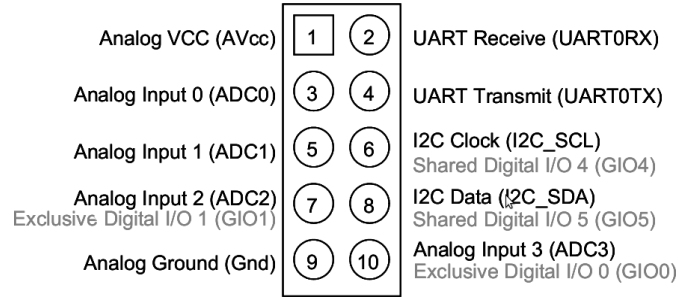 Analog VCC (AVcc) 1 2 UART Receive (UART0RX)
Analog Input 0 (ADC0) 3 4 UART Transmit (UART0TX)
Analog Input 1 (ADC1) 5 6 I2C Clock (I2C_SCL)
Shared Digital I/O 4 (GIO4)
Analog Input 2 (ADC2) 7 8 I2C Data (I2C_SDA)
Exclusive Digital I/O 1 (GIO1) Shared Digital I/O 5 (GIO5)
Analog Ground (Gnd) 9 10 Analog Input 3 (ADC3)
Exclusive Digital I/O 0 (GIO0)